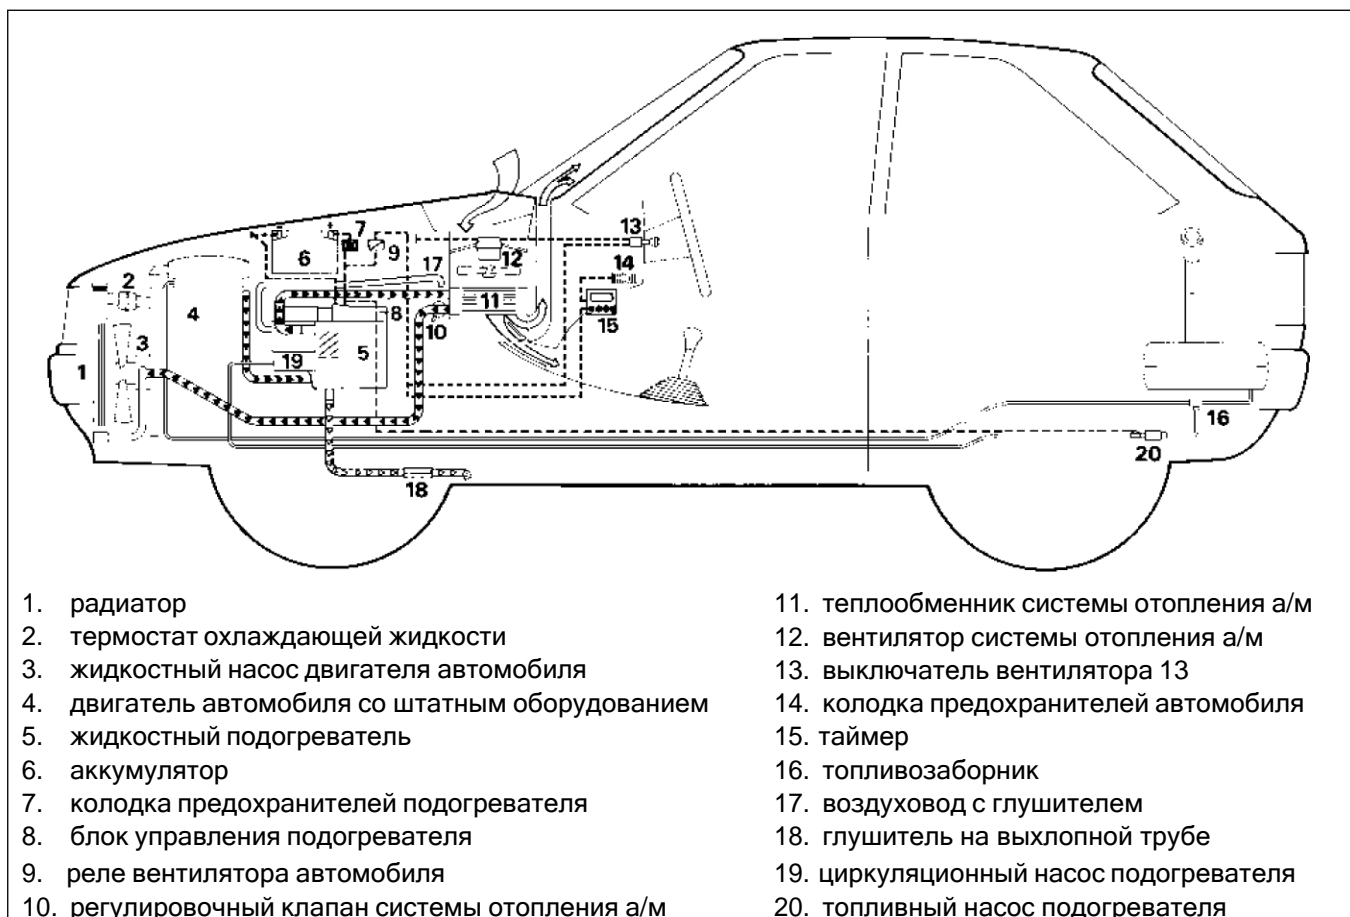 7
13
2
6
9
17
12
14
4
8
11
10
15
3
19
5
1
16
20
18
1. радиатор
2. термостат охлаждающей жидкости
3. жидкостный насос двигателя автомобиля
4. двигатель автомобиля со штатным оборудованием
5. жидкостный подогреватель
6. аккумулятор
7. колодка предохранителей подогревателя
8. блок управления подогревателя
9. реле вентилятора автомобиля
10. регулировочный клапан системы отопления а/м
11. теплообменник системы отопления а/м
12. вентилятор системы отопления а/м
13. выключатель вентилятора 13
14. колодка предохранителей автомобиля
15. таймер
16. топливозаборник
17. воздуховод с глушителем
18. глушитель на выхлопной трубе
19. циркуляционный насос подогревателя
20. топливный насос подогревателя